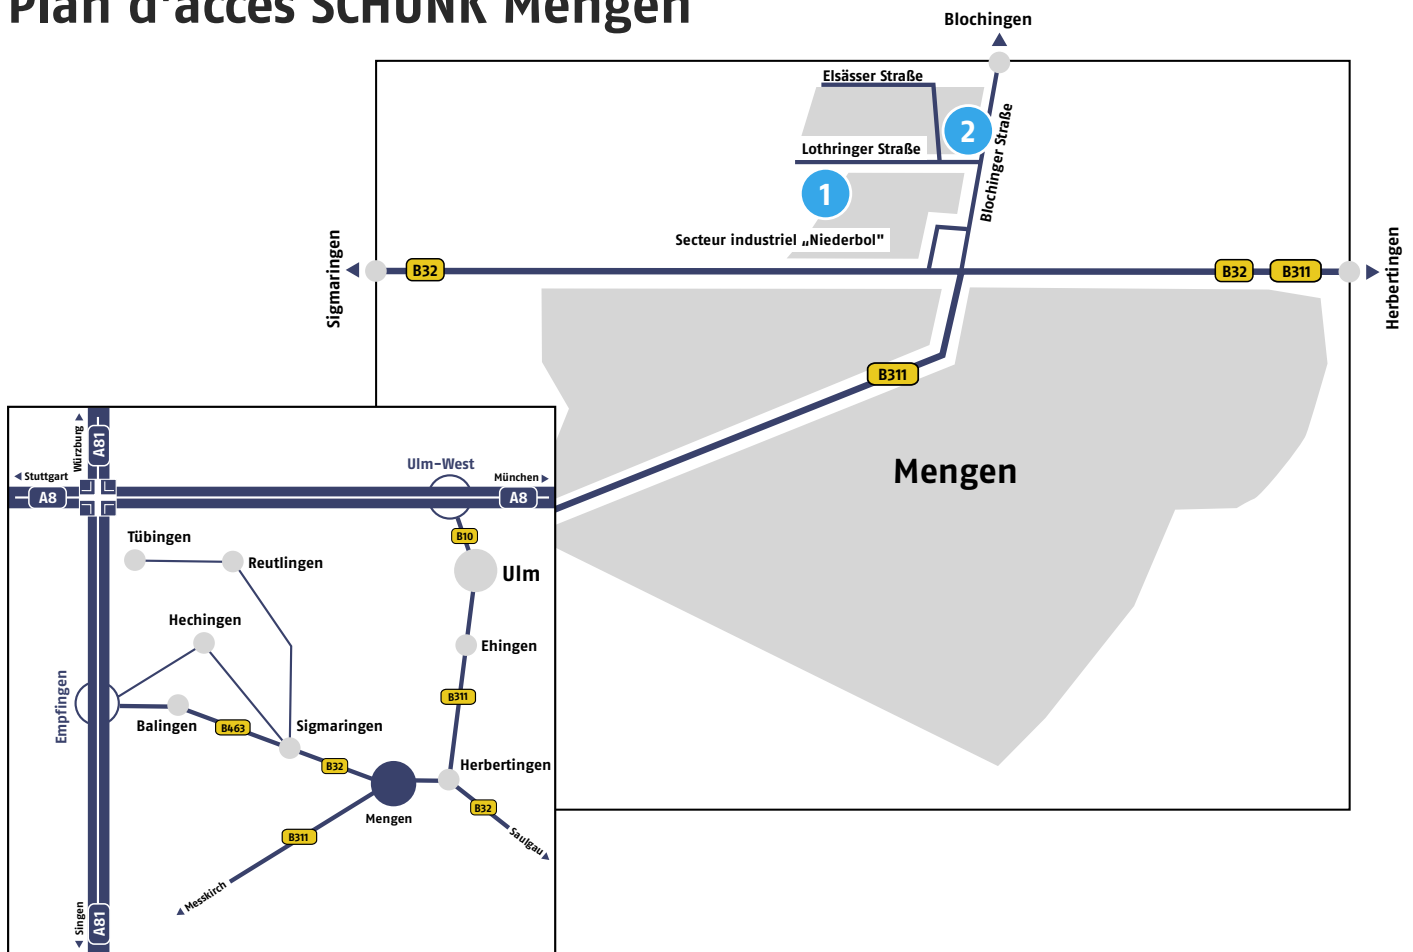 Plan d'accès SCHUNK Mengen
Blochingen
Elsässer Straße
2
Lothringer Straße
Blochinger Straße
1
Secteur industriel „Niederbol"
Sigmaringen
B32
B32
B311
Herbertingen
B311
Mengen
Würzburg
A81
Stuttgart
A8
Ulm-West
München
A8
B10
Tübingen
Reutlingen
Ulm
Hechingen
Ehingen
Empfingen
B311
Balingen
B463
Sigmaringen
B32
Herbertingen
Mengen
B32
B311
Saulgau
Messkirch
Singen
A81